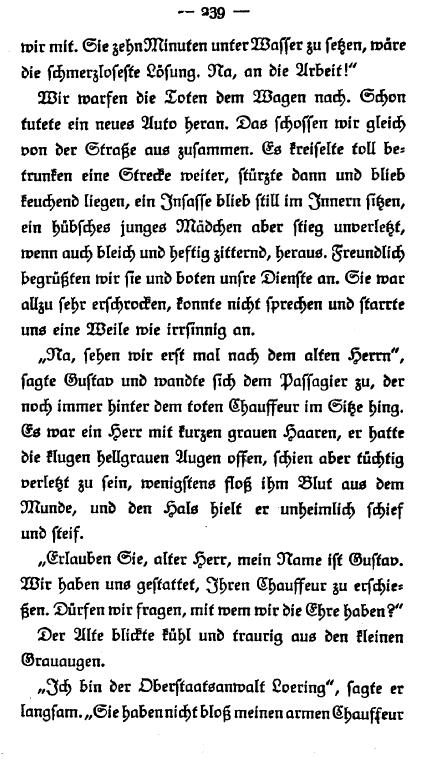 — 239 —
wir mit. Sie zehn Minuten unter Wasser zu setzen, wäre
die schmerzloseste Lösung. Na, an die Arbeit!“
Wir warfen die Toten dem Wagen nach. Schon
tutete ein neues Auto heran. Das schossen wir gleich
von der Straße aus zusammen. Es kreiselte toll be-
trunken eine Strecke weiter, stürzte dann und blieb
keuchend liegen, ein Insasse blieb still im Innern sitzen,
ein hübsches junges Mädchen aber stieg unverletzt,
wenn auch bleich und heftig zitternd, heraus. Freundlich
begrüßten wir sie und boten unsre Dienste an. Sie war
allzu sehr erschrocken, konnte nicht sprechen und starrte
uns eine Weile wie irrsinnig an.
„Na, sehen wir erst mal nach dem alten Herrn“,
sagte Gustav und wandte sich dem Passagier zu, der
noch immer hinter dem toten Chauffeur im Sitze hing.
Es war ein Herr mit kurzen grauen Haaren, er hatte
die klugen hellgrauen Augen offen, schien aber tüchtig
verletzt zu sein, wenigstens floß ihm Blut aus dem
Munde, und den Hals hielt er unheimlich schief
und steif.
„Erlauben Sie, alter Herr, mein Name ist Gustav.
Wir haben uns gestattet, Ihren Chauffeur zu erschie-
ßen. Dürfen wir fragen, mit wem wir die Ehre haben?“
Der Alte blickte kühl und traurig aus den kleinen
Grauaugen.
„Ich bin der Oberstaatsanwalt Loering“, sagte er
langsam. „Sie haben nicht bloß meinen armen Chauffeur